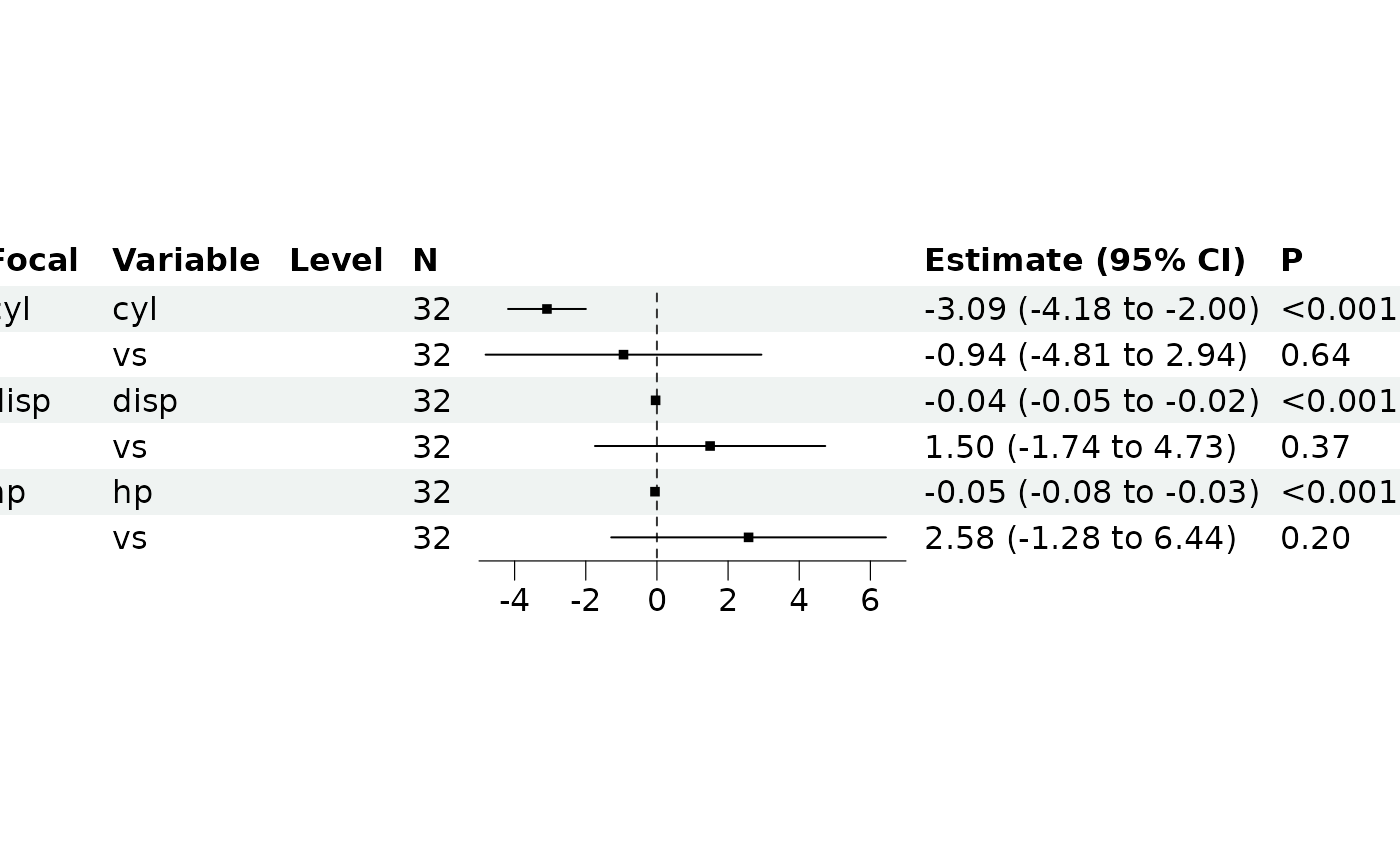 Focal Variable Level N Estimate (95% CI) P
cyl cyl 32 -3.09 (-4.18 to -2.00) <0.001
vs 32 -0.94 (-4.81 to 2.94) 0.64
disp disp 32 -0.04 (-0.05 to -0.02) <0.001
vs 32 1.50 (-1.74 to 4.73) 0.37
hp hp 32 -0.05 (-0.08 to -0.03) <0.001
vs 32 2.58 (-1.28 to 6.44) 0.20
-4 -2 0 2 4 6